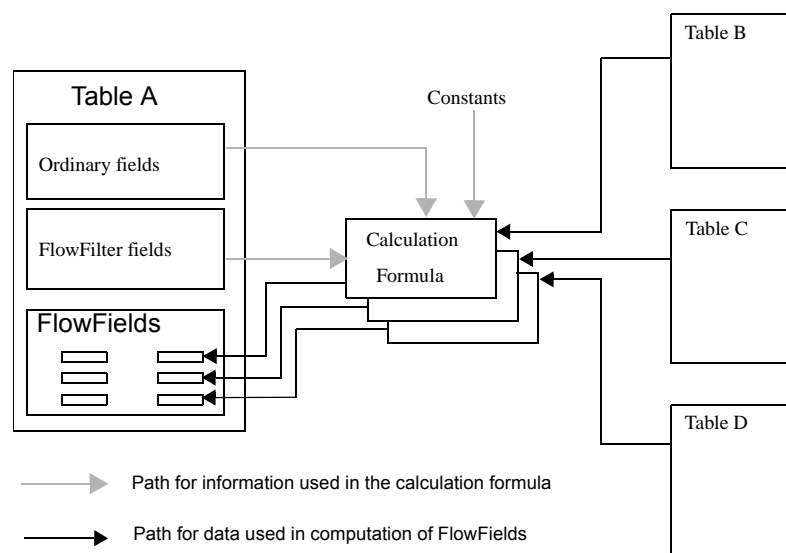 Table A
Ordinary fields
FlowFilter fields
FlowFields
Constants
Calculation
Formula
Table B
Table C
Table D
Path for information used in the calculation formula
Path for data used in computation of FlowFields